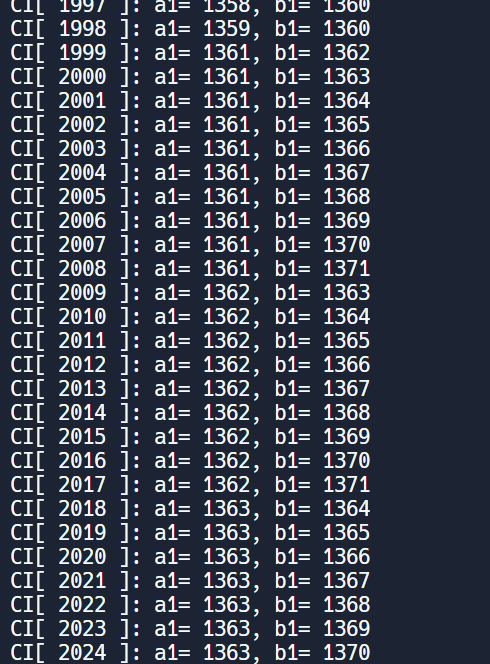 CI[ 1997 ]: a1= 1358, b1= 1360
CI[ 1998 ]: a1= 1359, b1= 1360
CI[ 1999 ]: a1= 1361, b1= 1362
CI[ 2000 ]: a1= 1361, b1= 1363
CI[ 2001 ]: a1= 1361, b1= 1364
CI[ 2002 ]: a1= 1361, b1= 1365
CI[ 2003 ]: a1= 1361, b1= 1366
CI[ 2004 ]: a1= 1361, b1= 1367
CI[ 2005 ]: a1= 1361, b1= 1368
CI[ 2006 ]: a1= 1361, b1= 1369
CI[ 2007 ]: a1= 1361, b1= 1370
CI[ 2008 ]: a1= 1361, b1= 1371
CI[ 2009 ]: a1= 1362, b1= 1363
CI[ 2010 ]: a1= 1362, b1= 1364
CI[ 2011 ]: a1= 1362, b1= 1365
CI[ 2012 ]: a1= 1362, b1= 1366
CI[ 2013 ]: a1= 1362, b1= 1367
CI[ 2014 ]: a1= 1362, b1= 1368
CI[ 2015 ]: a1= 1362, b1= 1369
CI[ 2016 ]: a1= 1362, b1= 1370
CI[ 2017 ]: a1= 1362, b1= 1371
CI[ 2018 ]: a1= 1363, b1= 1364
CI[ 2019 ]: a1= 1363, b1= 1365
CI[ 2020 ]: a1= 1363, b1= 1366
CI[ 2021 ]: a1= 1363, b1= 1367
CI[ 2022 ]: a1= 1363, b1= 1368
CI[ 2023 ]: a1= 1363, b1= 1369
CI[ 2024 ]: a1= 1363, b1= 1370